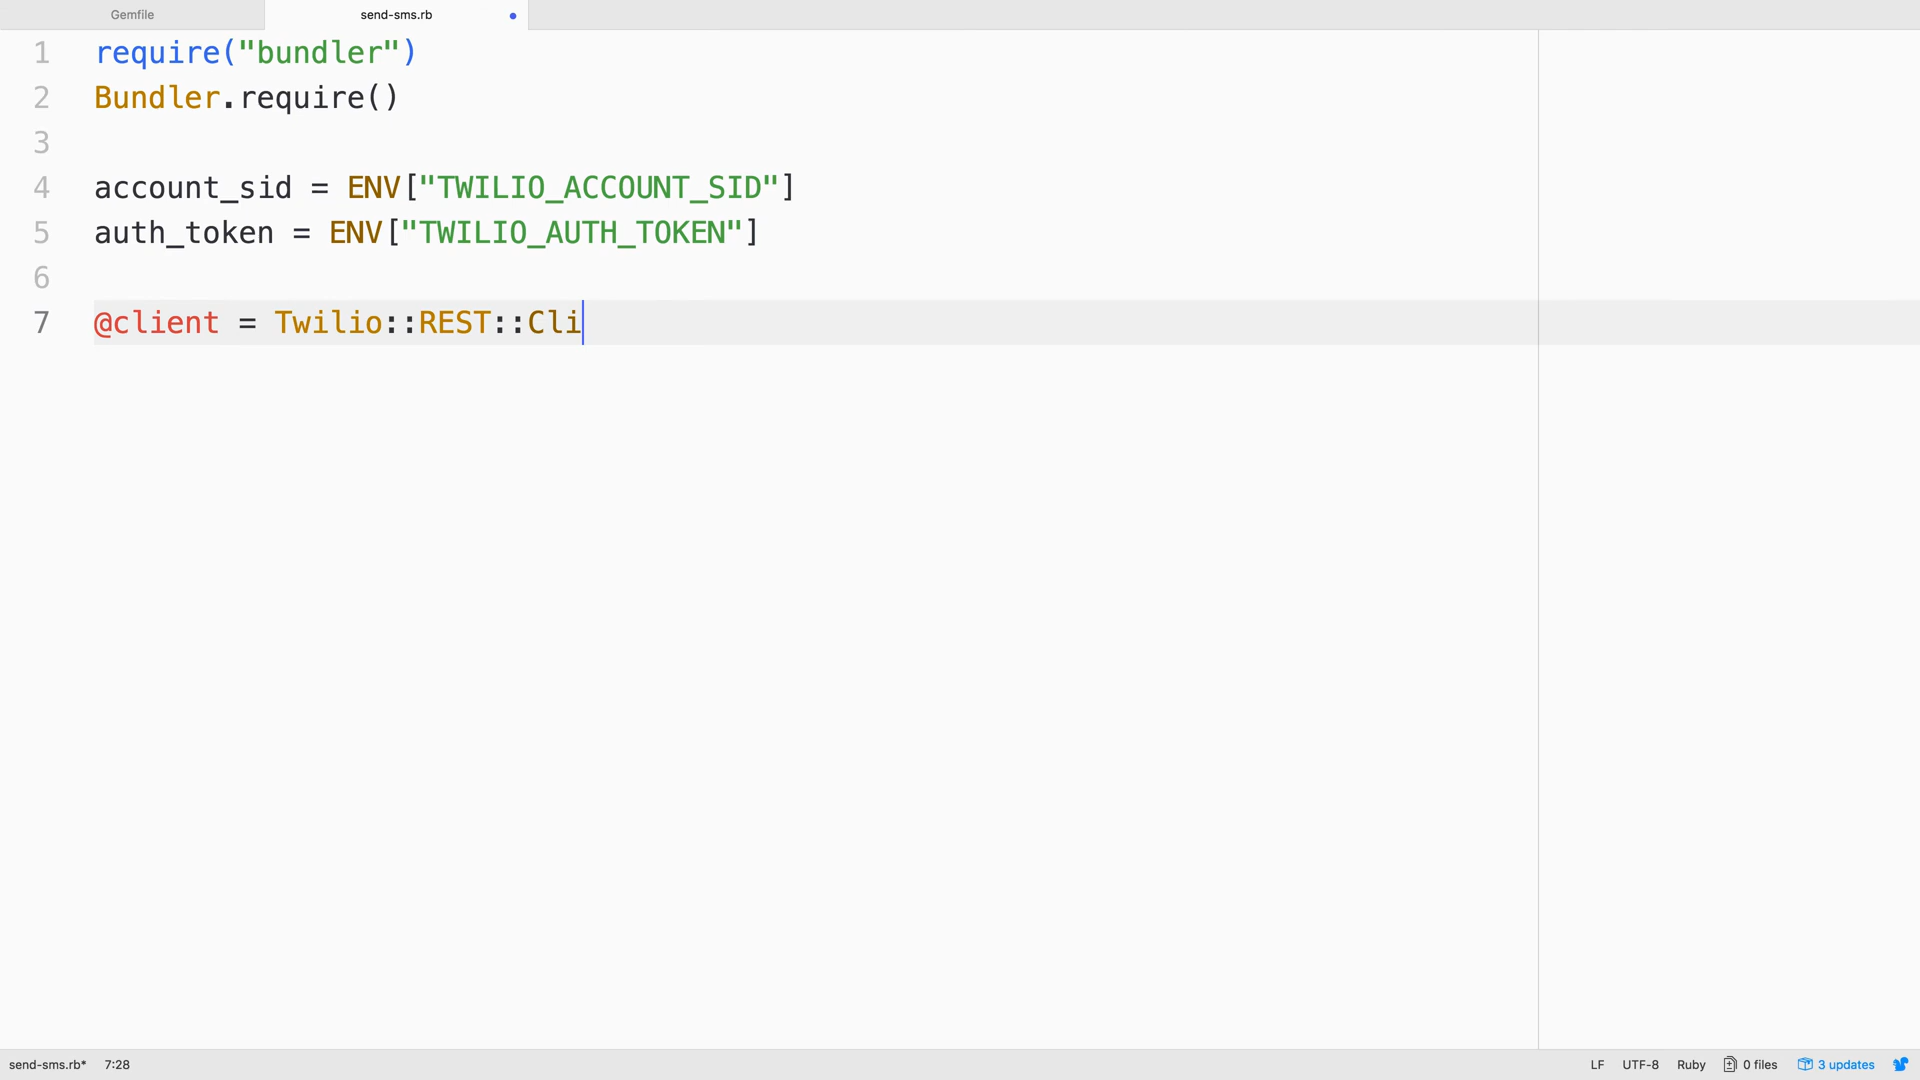 Gemfile
send-sms.rb
1 require("bundler")
2 Bundler.require()
3
4 account_sid = ENV["TWILIO_ACCOUNT_SID"]
5 auth_token = ENV["TWILIO_AUTH_TOKEN"]
6
7 @client = Twilio::REST::Cli
send-sms.rb* 7:28 LF UTF-8 Ruby 0 files 3 updates